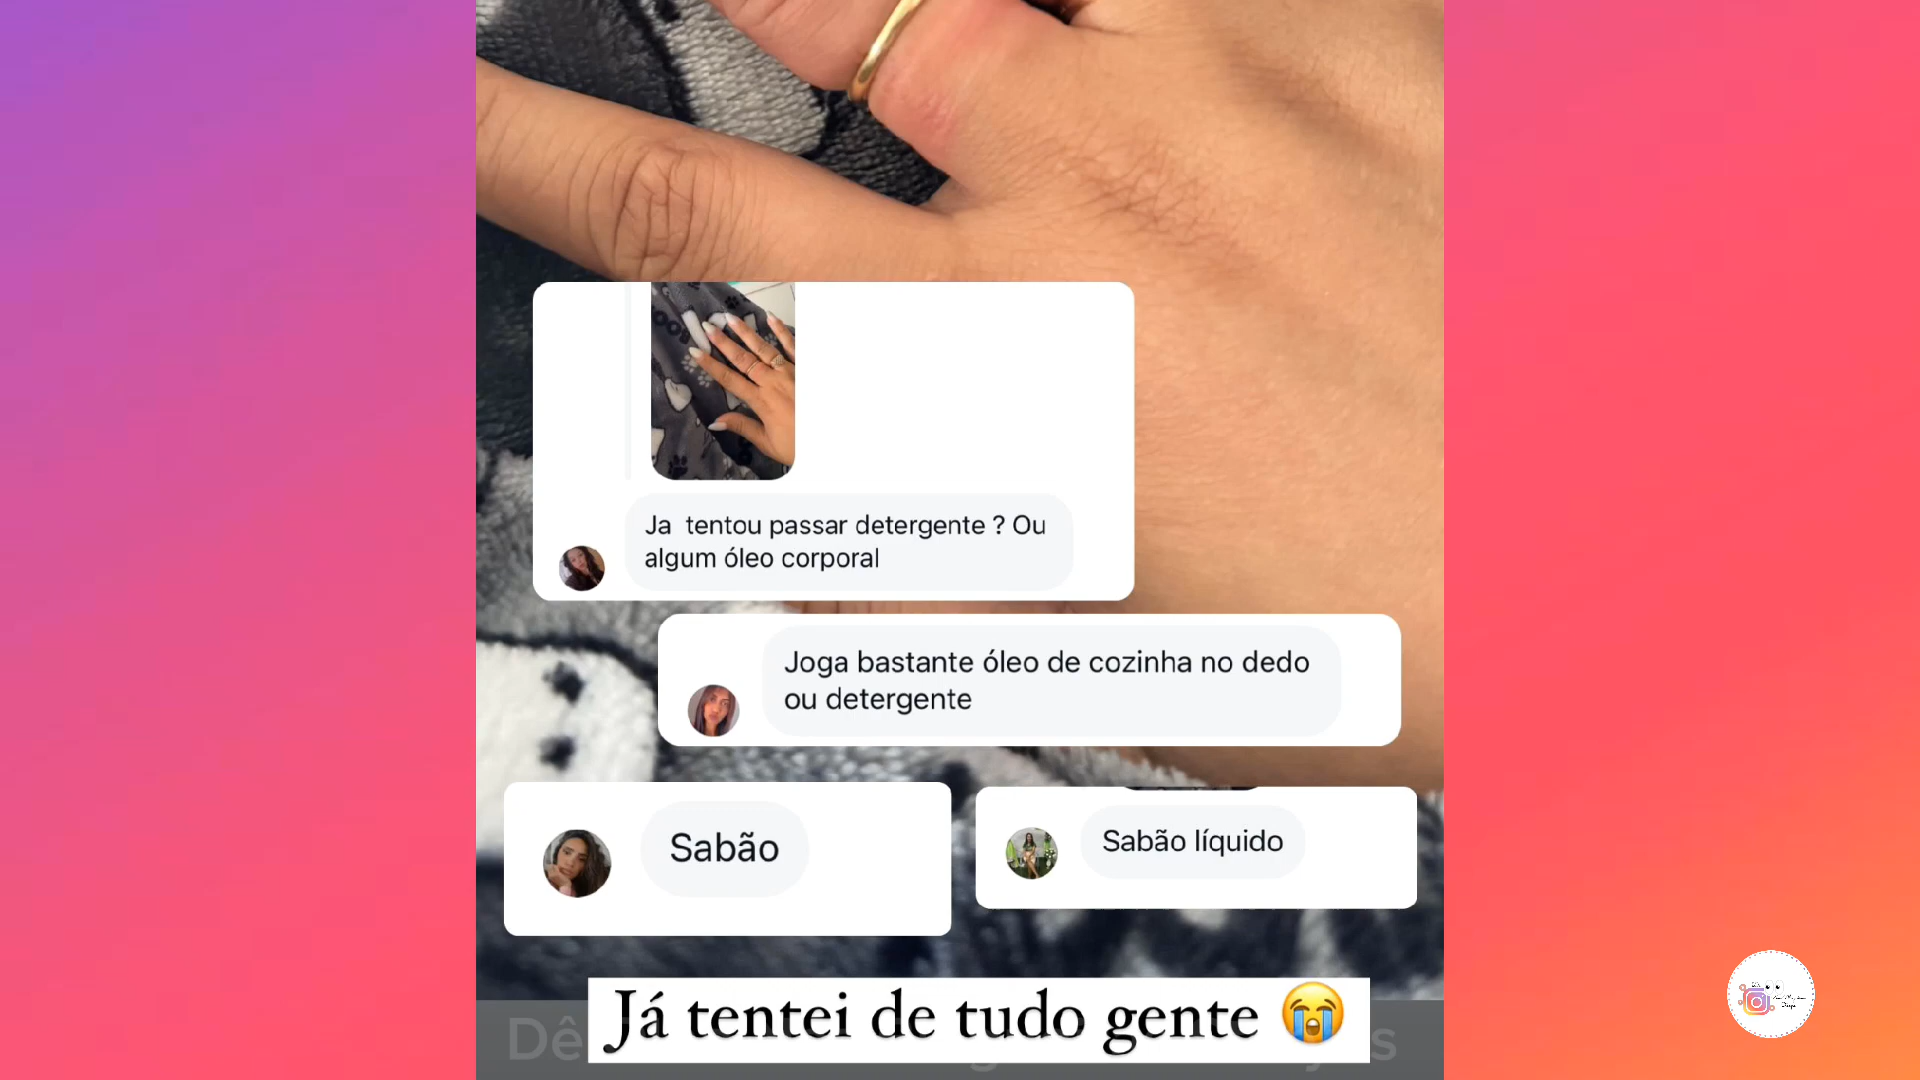 Ja  tentou passar detergente ? Ou
algum óleo corporal
Joga bastante óleo de cozinha no dedo
ou detergente
Sabão
Sabão líquido
Já tentei de tudo gente 😭